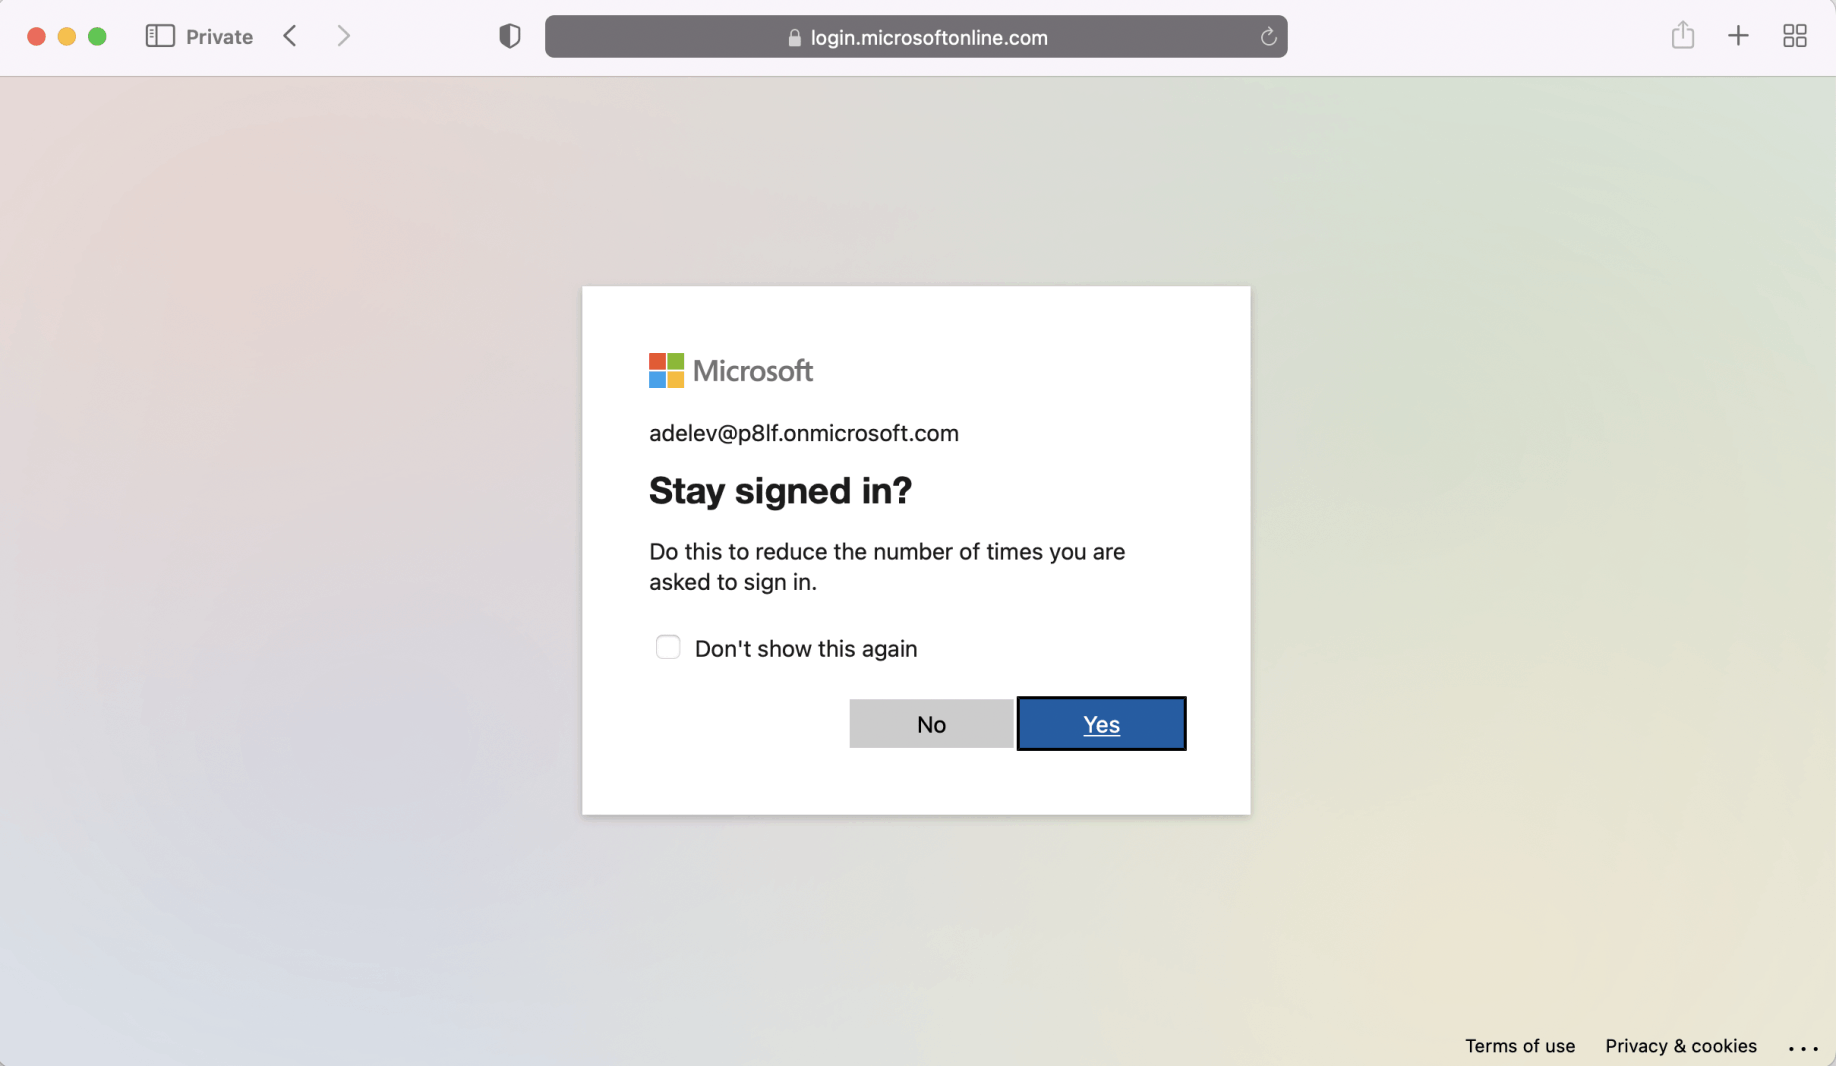 Private
login.microsoftonline.com
Microsoft
adelev@p8lf.onmicrosoft.com
Stay signed in?
Do this to reduce the number of times you are
asked to sign in.
Don't show this again
No
Yes
Terms of use
Privacy & cookies
...